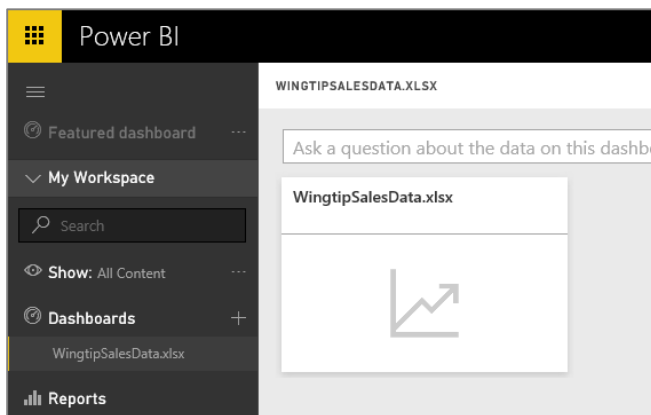 Power BI
WINGTIPSALESDATA.XLSX
Featured dashboard
Ask a question about the data on this dashb
My Workspace
WingtipSalesData.xlsx
Search
Show: All Content
Dashboards
WingtipSalesData.xlsx
Reports